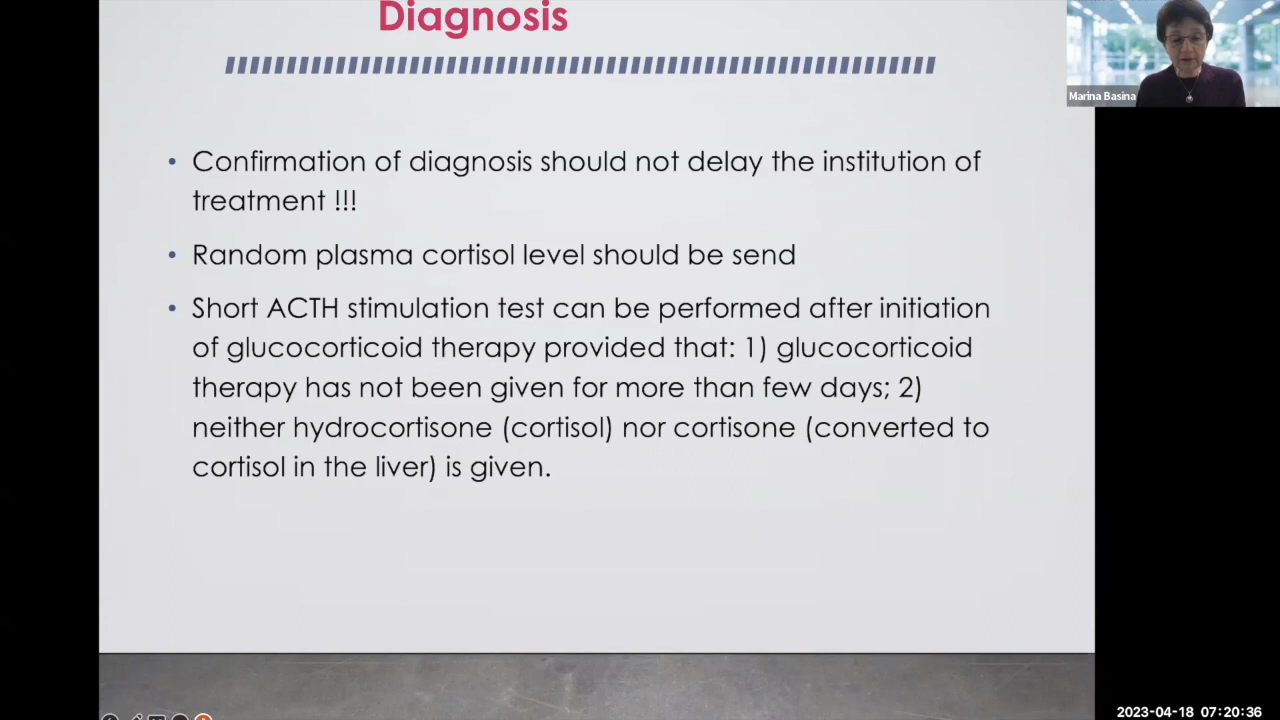 Diagnosis
Marina Basina
• Confirmation of diagnosis should not delay the institution of
treatment !!!
• Random plasma cortisol level should be send
• Short ACTH stimulation test can be performed after initiation
of glucocorticoid therapy provided that: 1) glucocorticoid
therapy has not been given for more than few days; 2)
neither hydrocortisone (cortisol) nor cortisone (converted to
cortisol in the liver) is given.
2023-04-18 07:20:36